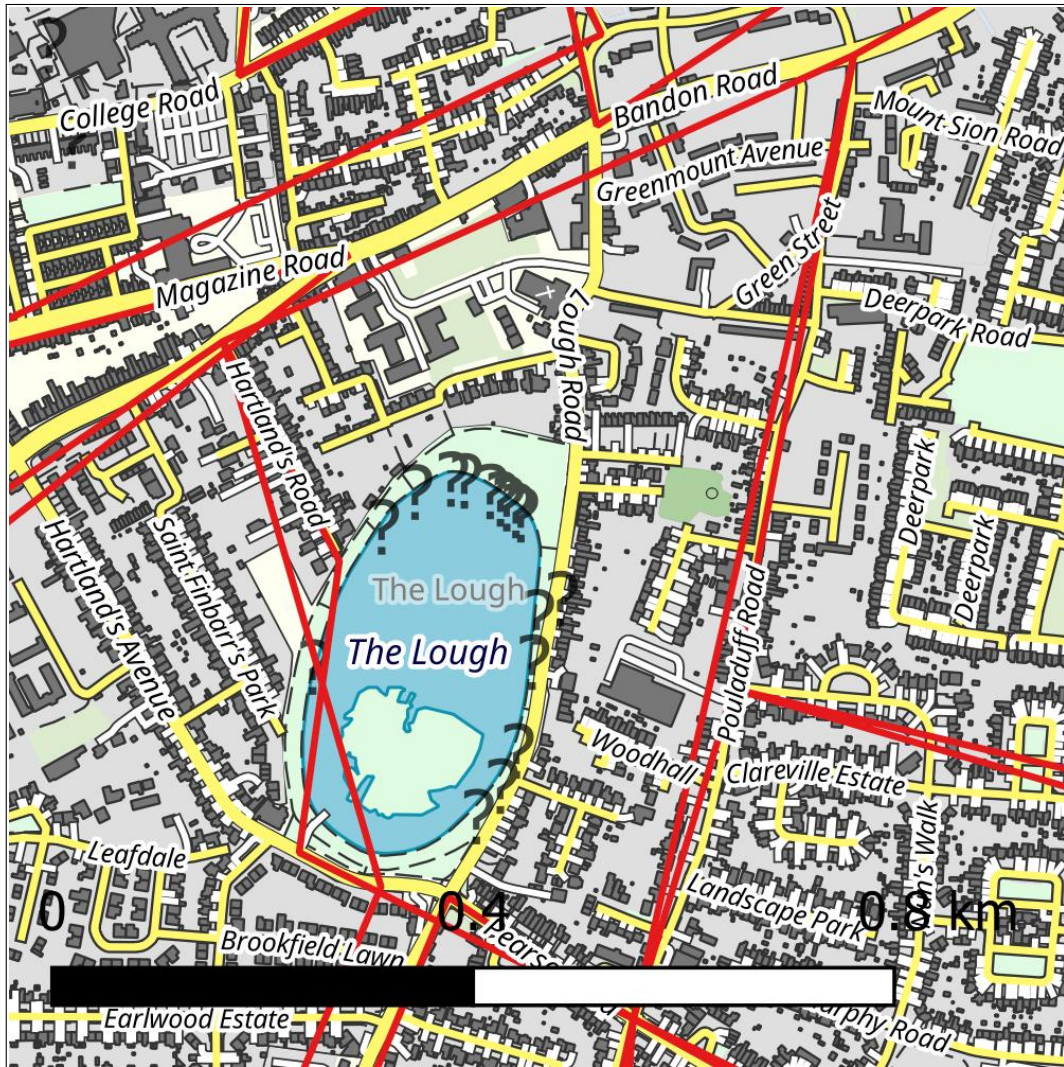 College Road
Bandon Road
Mount Sion Road
Greenmount Avenue
Magazine Road
Green Street
Deerpark Road
Lough Road
Hartland's Road
Deerpark
Deerpark
Hartland's Avenue
Saint Finbarr's Park
The Lough
The Lough
Pouladuff Road
Woodhall
Clareville Estate
Leafdale
Landscape Park
0 0.4 0.8 km
Brookfield Lawn
Earlwood Estate